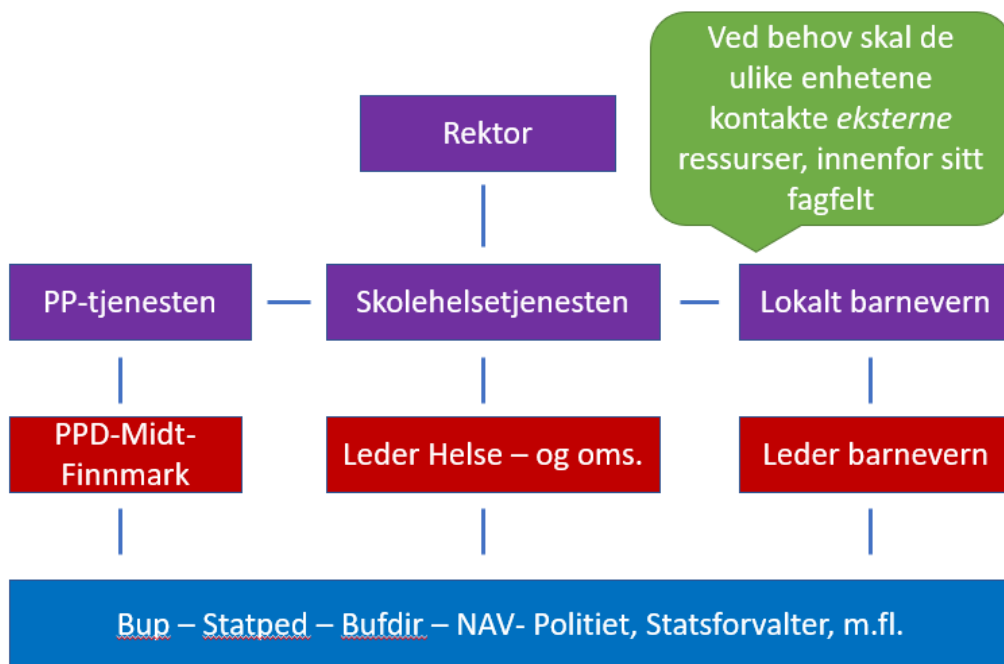 Ved behov skal de
ulike enhetene
kontakte eksterne
ressurser, innenfor sitt
fagfelt
Rektor
PP-tjenesten
Skolehelsetjenesten
Lokalt barnevern
PPD-Midt-
Finnmark
Leder Helse – og oms.
Leder barnevern
Bup – Statped – Bufdir – NAV- Politiet, Statsforvalter, m.fl.